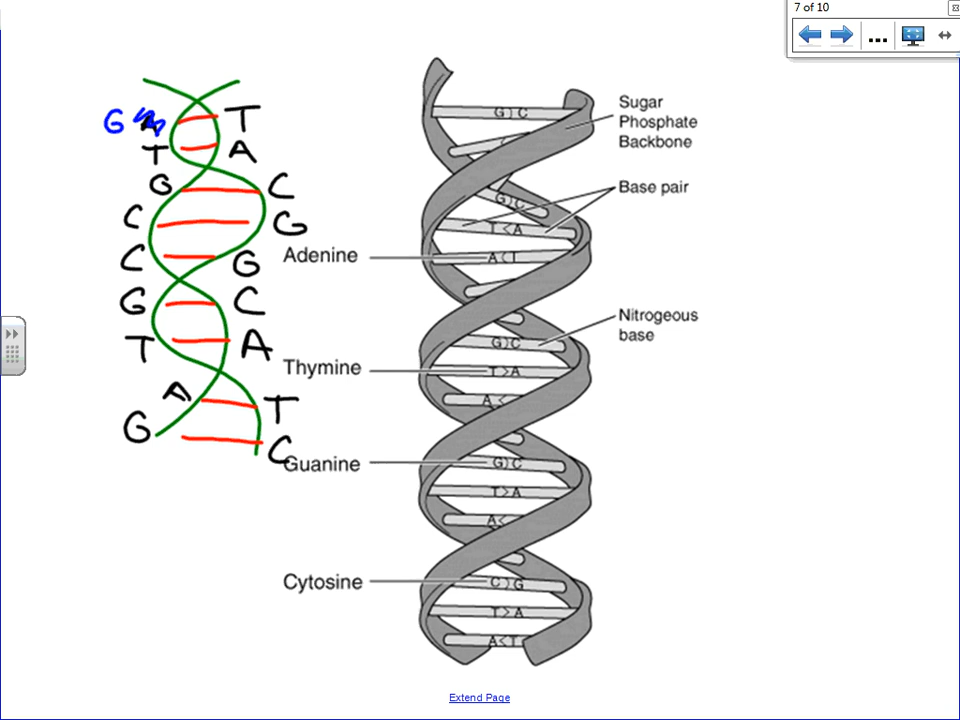 7 of 10
...
G A T
T A
G C
C G
C G
G C
T A
A T
G C
Sugar
Phosphate
Backbone
Base pair
Nitrogeous
base
Adenine
Thymine
Guanine
Cytosine
G C
G C
T A
A T
G C
T A
A
G C
T A
A
C G
T A
A T
Extend Page